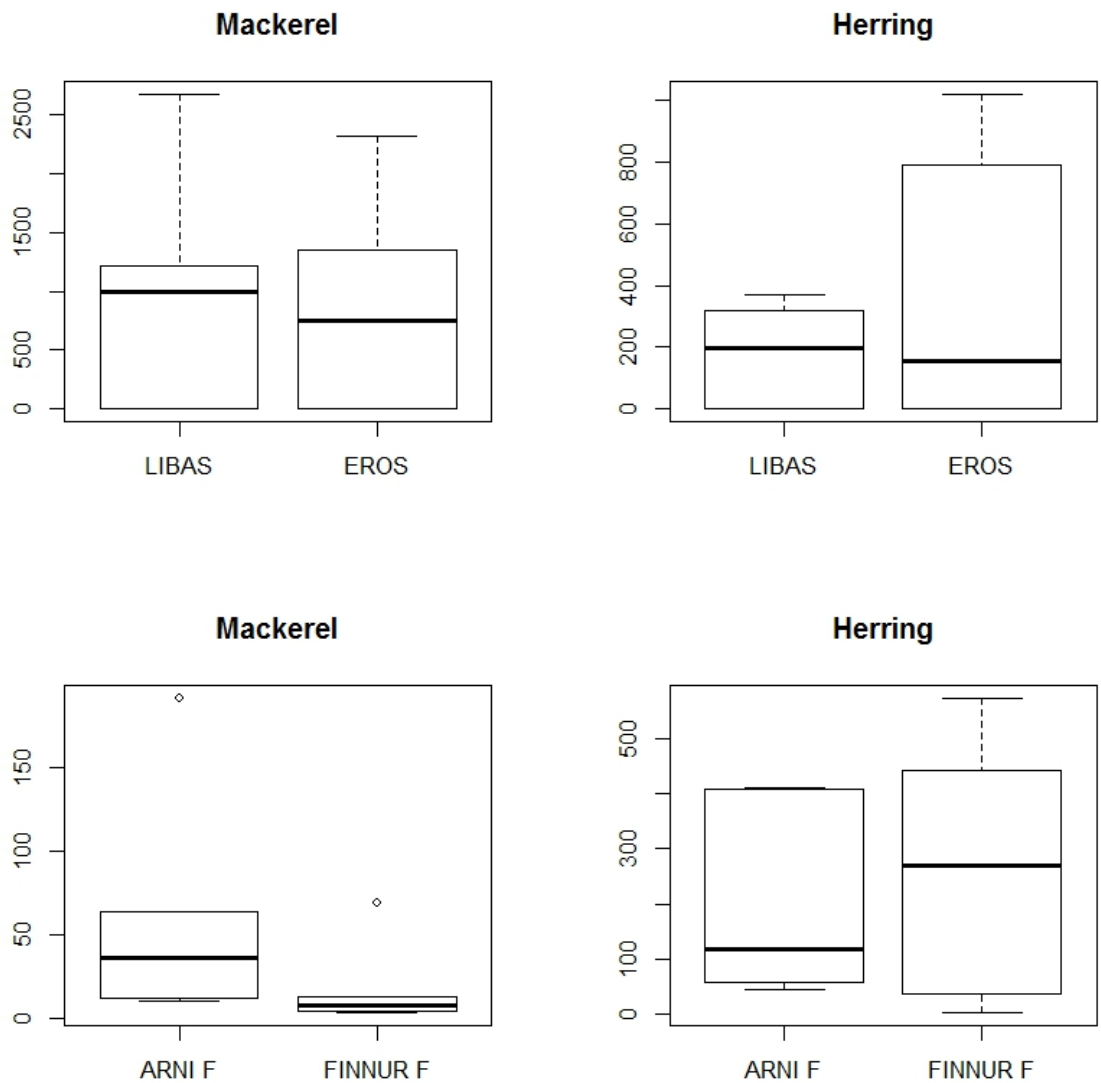 Mackerel
2500
1500
500
0
LIBAS EROS
Herring
800
600
400
200
0
LIBAS EROS
Mackerel
150
100
50
0
ARNI F FINNUR F
Herring
500
300
100
0
ARNI F FINNUR F